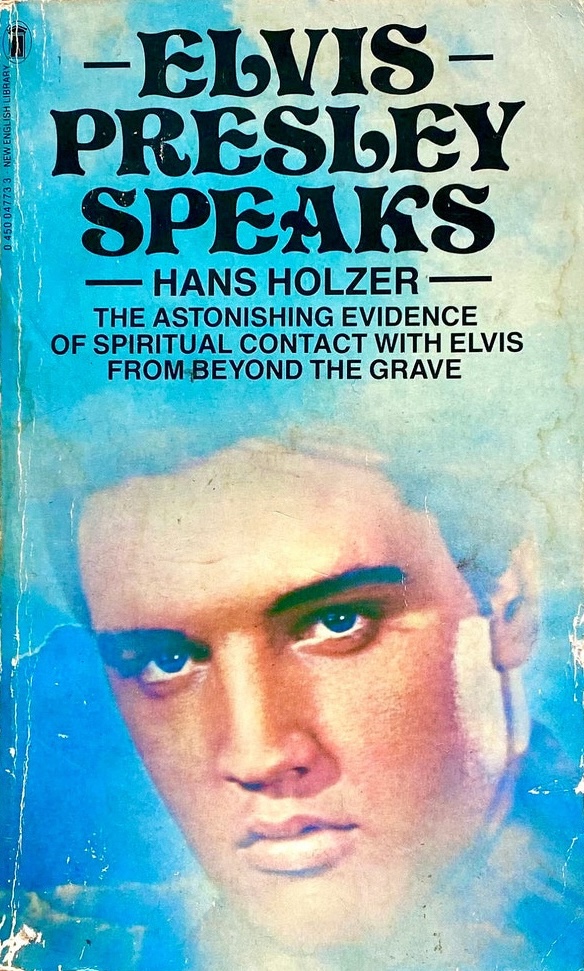 — ELVIS —
PRESLEY
SPEAKS
— HANS HOLZER —
THE ASTONISHING EVIDENCE
OF SPIRITUAL CONTACT WITH ELVIS
FROM BEYOND THE GRAVE
0 450 04773 3 NEW ENGLISH LIBRARY